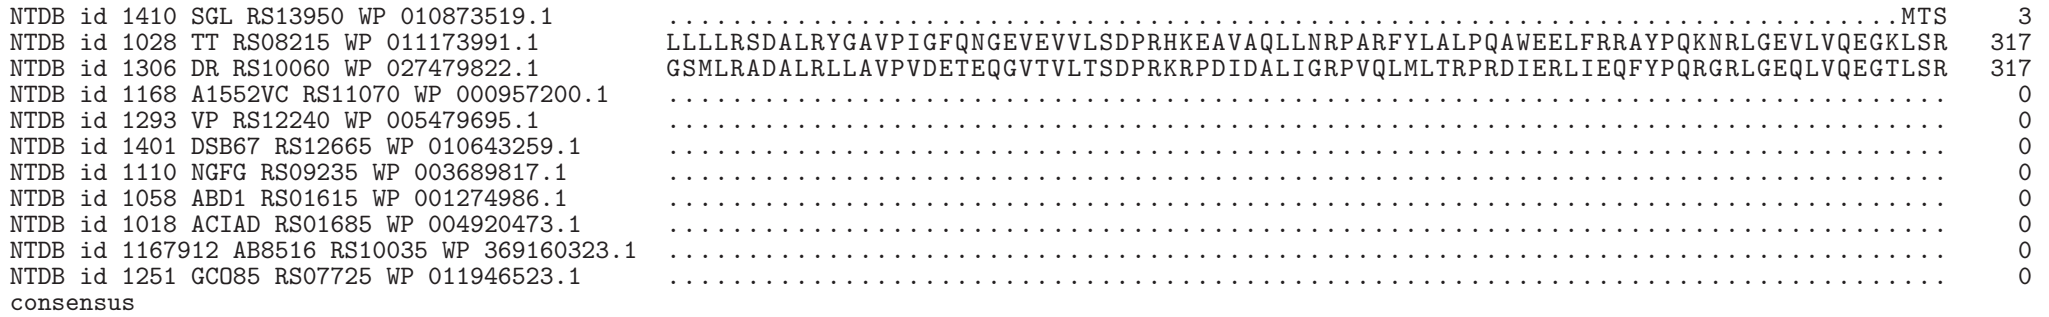 NTDB id 1410 SGL RS13950 WP 010873519.1 .............................................................................MTS 3
NTDB id 1028 TT RS08215 WP 011173991.1 LLLLRSDALRYGAVPIGFQNGEVEVVLSDPRHKEAVAQLLNRPARFYLALPQAWEELFRRAYPQKNRLGEVLVQEGKLSR 317
NTDB id 1306 DR RS10060 WP 027479822.1 GSMLRADALRLLAVPVDETEQGVTVLTSDPRKRPDIDALIGRPVQLMLTRPRDIERLIEQFYPQRGRLGEQLVQEGTLSR 317
NTDB id 1168 A1552VC RS11070 WP 000957200.1 ................................................................................ 0
NTDB id 1293 VP RS12240 WP 005479695.1 ................................................................................ 0
NTDB id 1401 DSB67 RS12665 WP 010643259.1 ................................................................................ 0
NTDB id 1110 NGFG RS09235 WP 003689817.1 ................................................................................ 0
NTDB id 1058 ABD1 RS01615 WP 001274986.1 ................................................................................ 0
NTDB id 1018 ACIAD RS01685 WP 004920473.1 ................................................................................ 0
NTDB id 1167912 AB8516 RS10035 WP 369160323.1 ................................................................................ 0
NTDB id 1251 GCO85 RS07725 WP 011946523.1 ................................................................................ 0
consensus